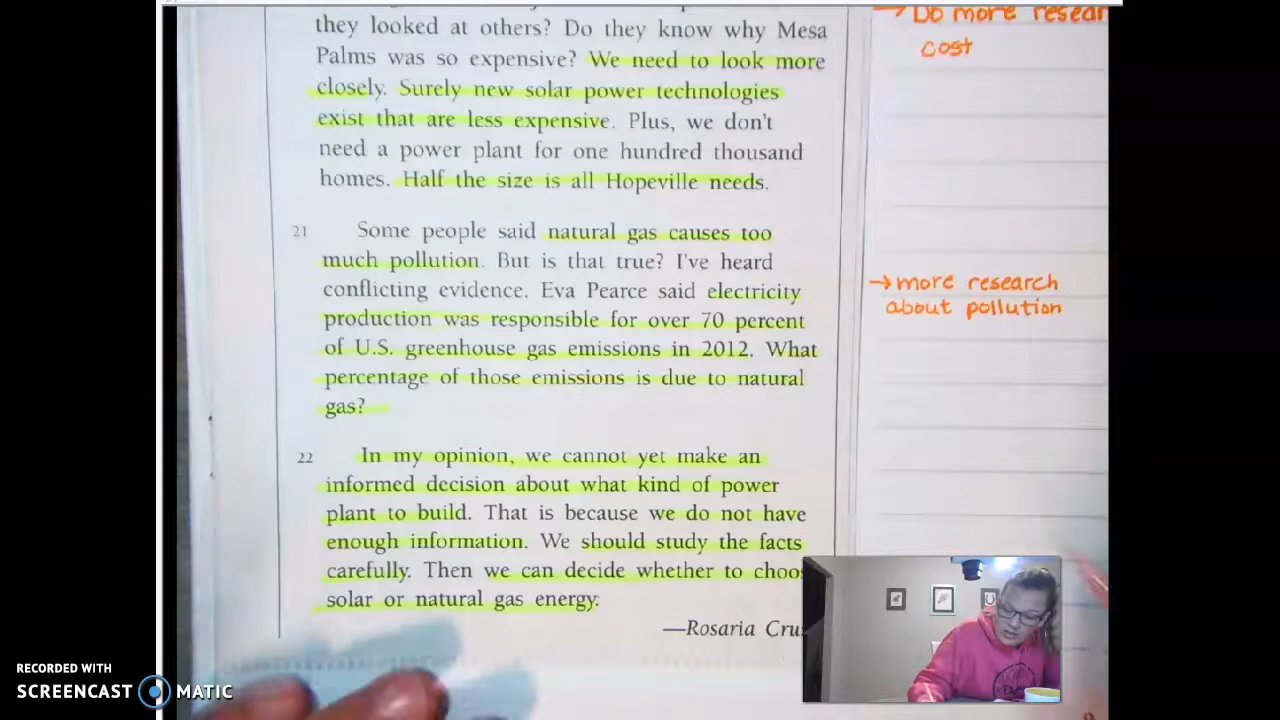 they looked at others? Do they know why Mesa
Palms was so expensive? We need to look more
closely. Surely new solar power technologies
exist that are less expensive. Plus, we don't
need a power plant for one hundred thousand
homes. Half the size is all Hopeville needs.
21 Some people said natural gas causes too
much pollution. But is that true? I've heard
conflicting evidence. Eva Pearce said electricity
production was responsible for over 70 percent
of U.S. greenhouse gas emissions in 2012. What
percentage of those emissions is due to natural
gas?
22 In my opinion, we cannot yet make an
informed decision about what kind of power
plant to build. That is because we do not have
enough information. We should study the facts
carefully. Then we can decide whether to
solar or natural gas energy.
—Rosaria
→ Do more
cost
→ more research
about pollution
RECORDED WITH
SCREENCAST MATIC